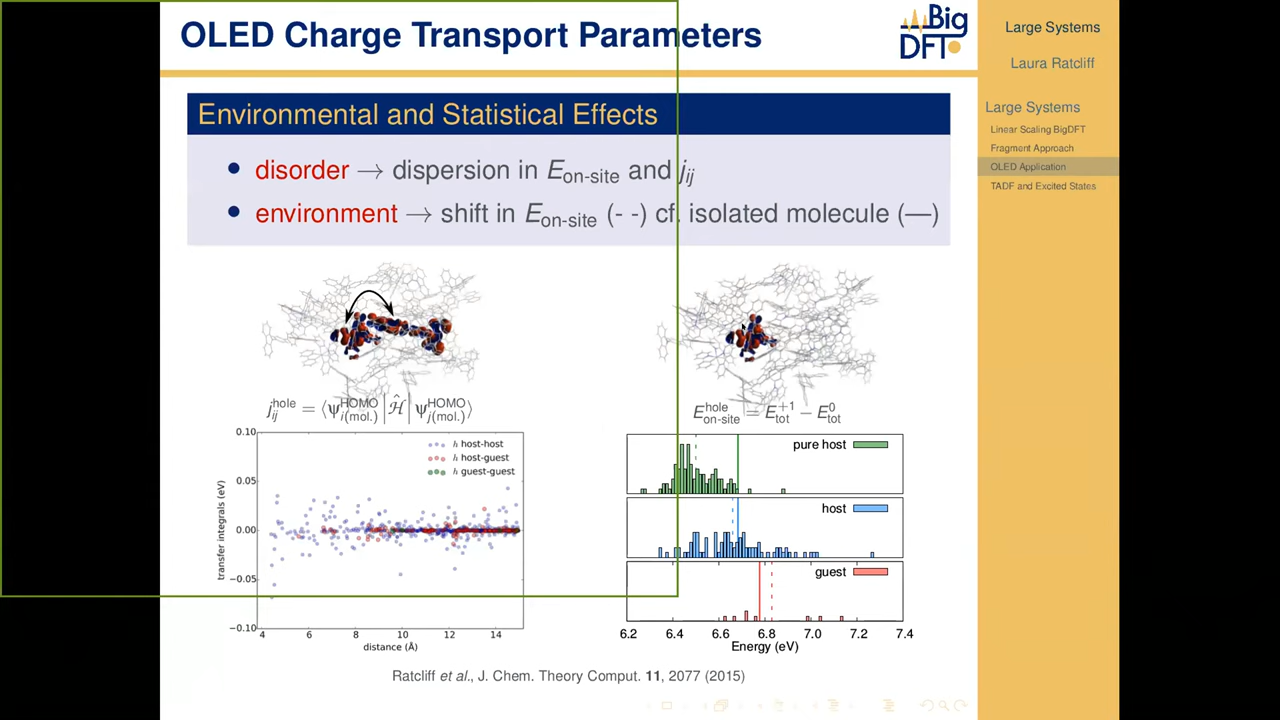 OLED Charge Transport Parameters
Big
DFT
Large Systems
Laura Ratcliff
Large Systems
Linear Scaling BigDFT
Fragment Approach
OLED Application
TADF and Excited States
Environmental and Statistical Effects
• disorder → dispersion in E_on-site and j_ij
• environment → shift in E_on-site (- -) cf. isolated molecule (—)
j_ij^hole = ⟨ψ_i(mol.)^HOMO | Ĥ | ψ_j(mol.)^HOMO⟩
E_on-site^hole = E_tot^+1 − E_tot^0
0.10
0.05
0.00
−0.05
−0.10
transfer integrals (eV)
h host-host
h host-guest
h guest-guest
4 6 8 10 12 14
distance (Å)
pure host
host
guest
6.2 6.4 6.6 6.8 7.0 7.2 7.4
Energy (eV)
Ratcliff et al., J. Chem. Theory Comput. 11, 2077 (2015)